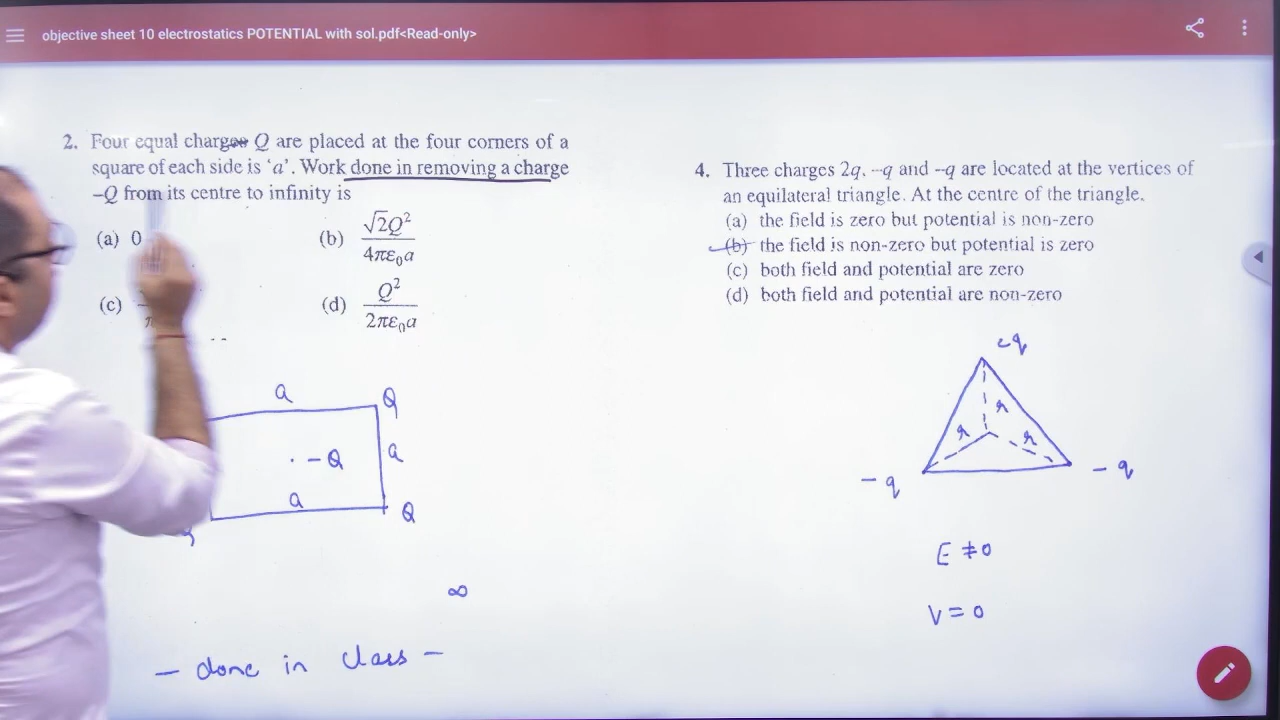 objective sheet 10 electrostatics POTENTIAL with sol.pdf<Read-only>
2. Four equal charges Q are placed at the four corners of a
square of each side is ‘a’. Work done in removing a charge
–Q from its centre to infinity is
(a) 0
(b) √2Q²/4πε₀a
(c)
(d) Q²/2πε₀a
a
Q
a
. – Q
a
Q
∞
– done in class –
4. Three charges 2q, –q and –q are located at the vertices of
an equilateral triangle. At the centre of the triangle.
(a) the field is zero but potential is non-zero
(b) the field is non-zero but potential is zero
(c) both field and potential are zero
(d) both field and potential are non-zero
2q
r
r
r
– q
– q
E ≠ 0
V = 0